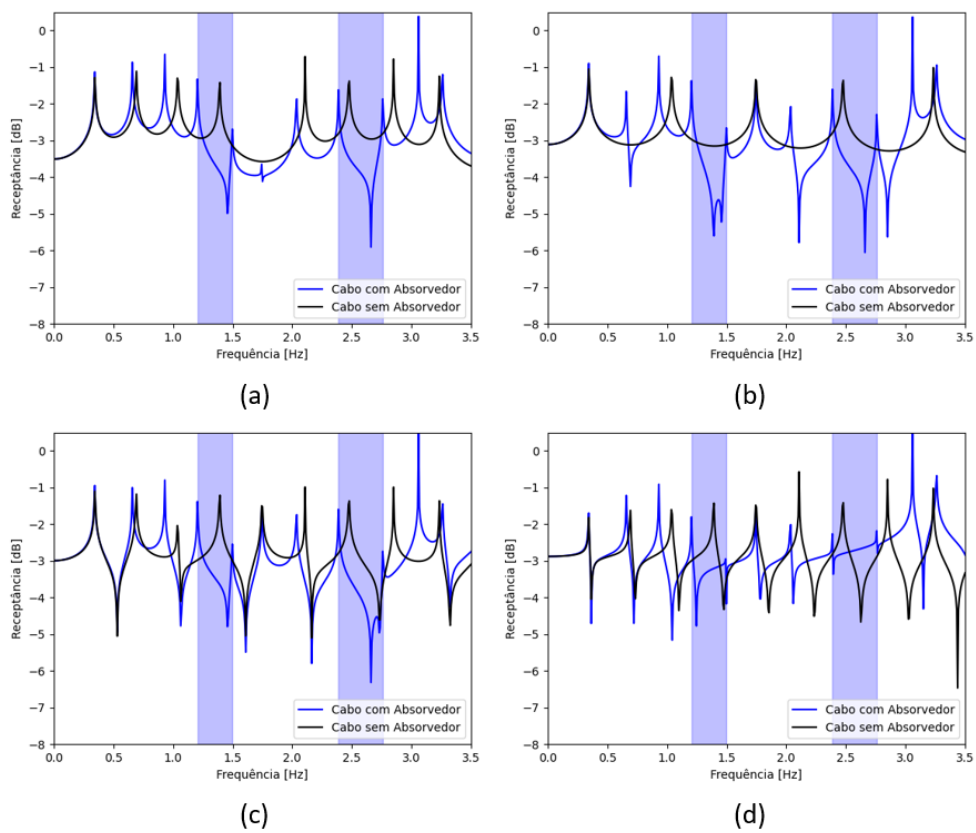 0
−1
−2
−3
−4
−5
−6
−7
−8
Receptância [dB]
Cabo com Absorvedor
Cabo sem Absorvedor
0.0 0.5 1.0 1.5 2.0 2.5 3.0 3.5
Frequência [Hz]
(a)
0
−1
−2
−3
−4
−5
−6
−7
−8
Receptância [dB]
Cabo com Absorvedor
Cabo sem Absorvedor
0.0 0.5 1.0 1.5 2.0 2.5 3.0 3.5
Frequência [Hz]
(b)
0
−1
−2
−3
−4
−5
−6
−7
−8
Receptância [dB]
Cabo com Absorvedor
Cabo sem Absorvedor
0.0 0.5 1.0 1.5 2.0 2.5 3.0 3.5
Frequência [Hz]
(c)
0
−1
−2
−3
−4
−5
−6
−7
−8
Receptância [dB]
Cabo com Absorvedor
Cabo sem Absorvedor
0.0 0.5 1.0 1.5 2.0 2.5 3.0 3.5
Frequência [Hz]
(d)